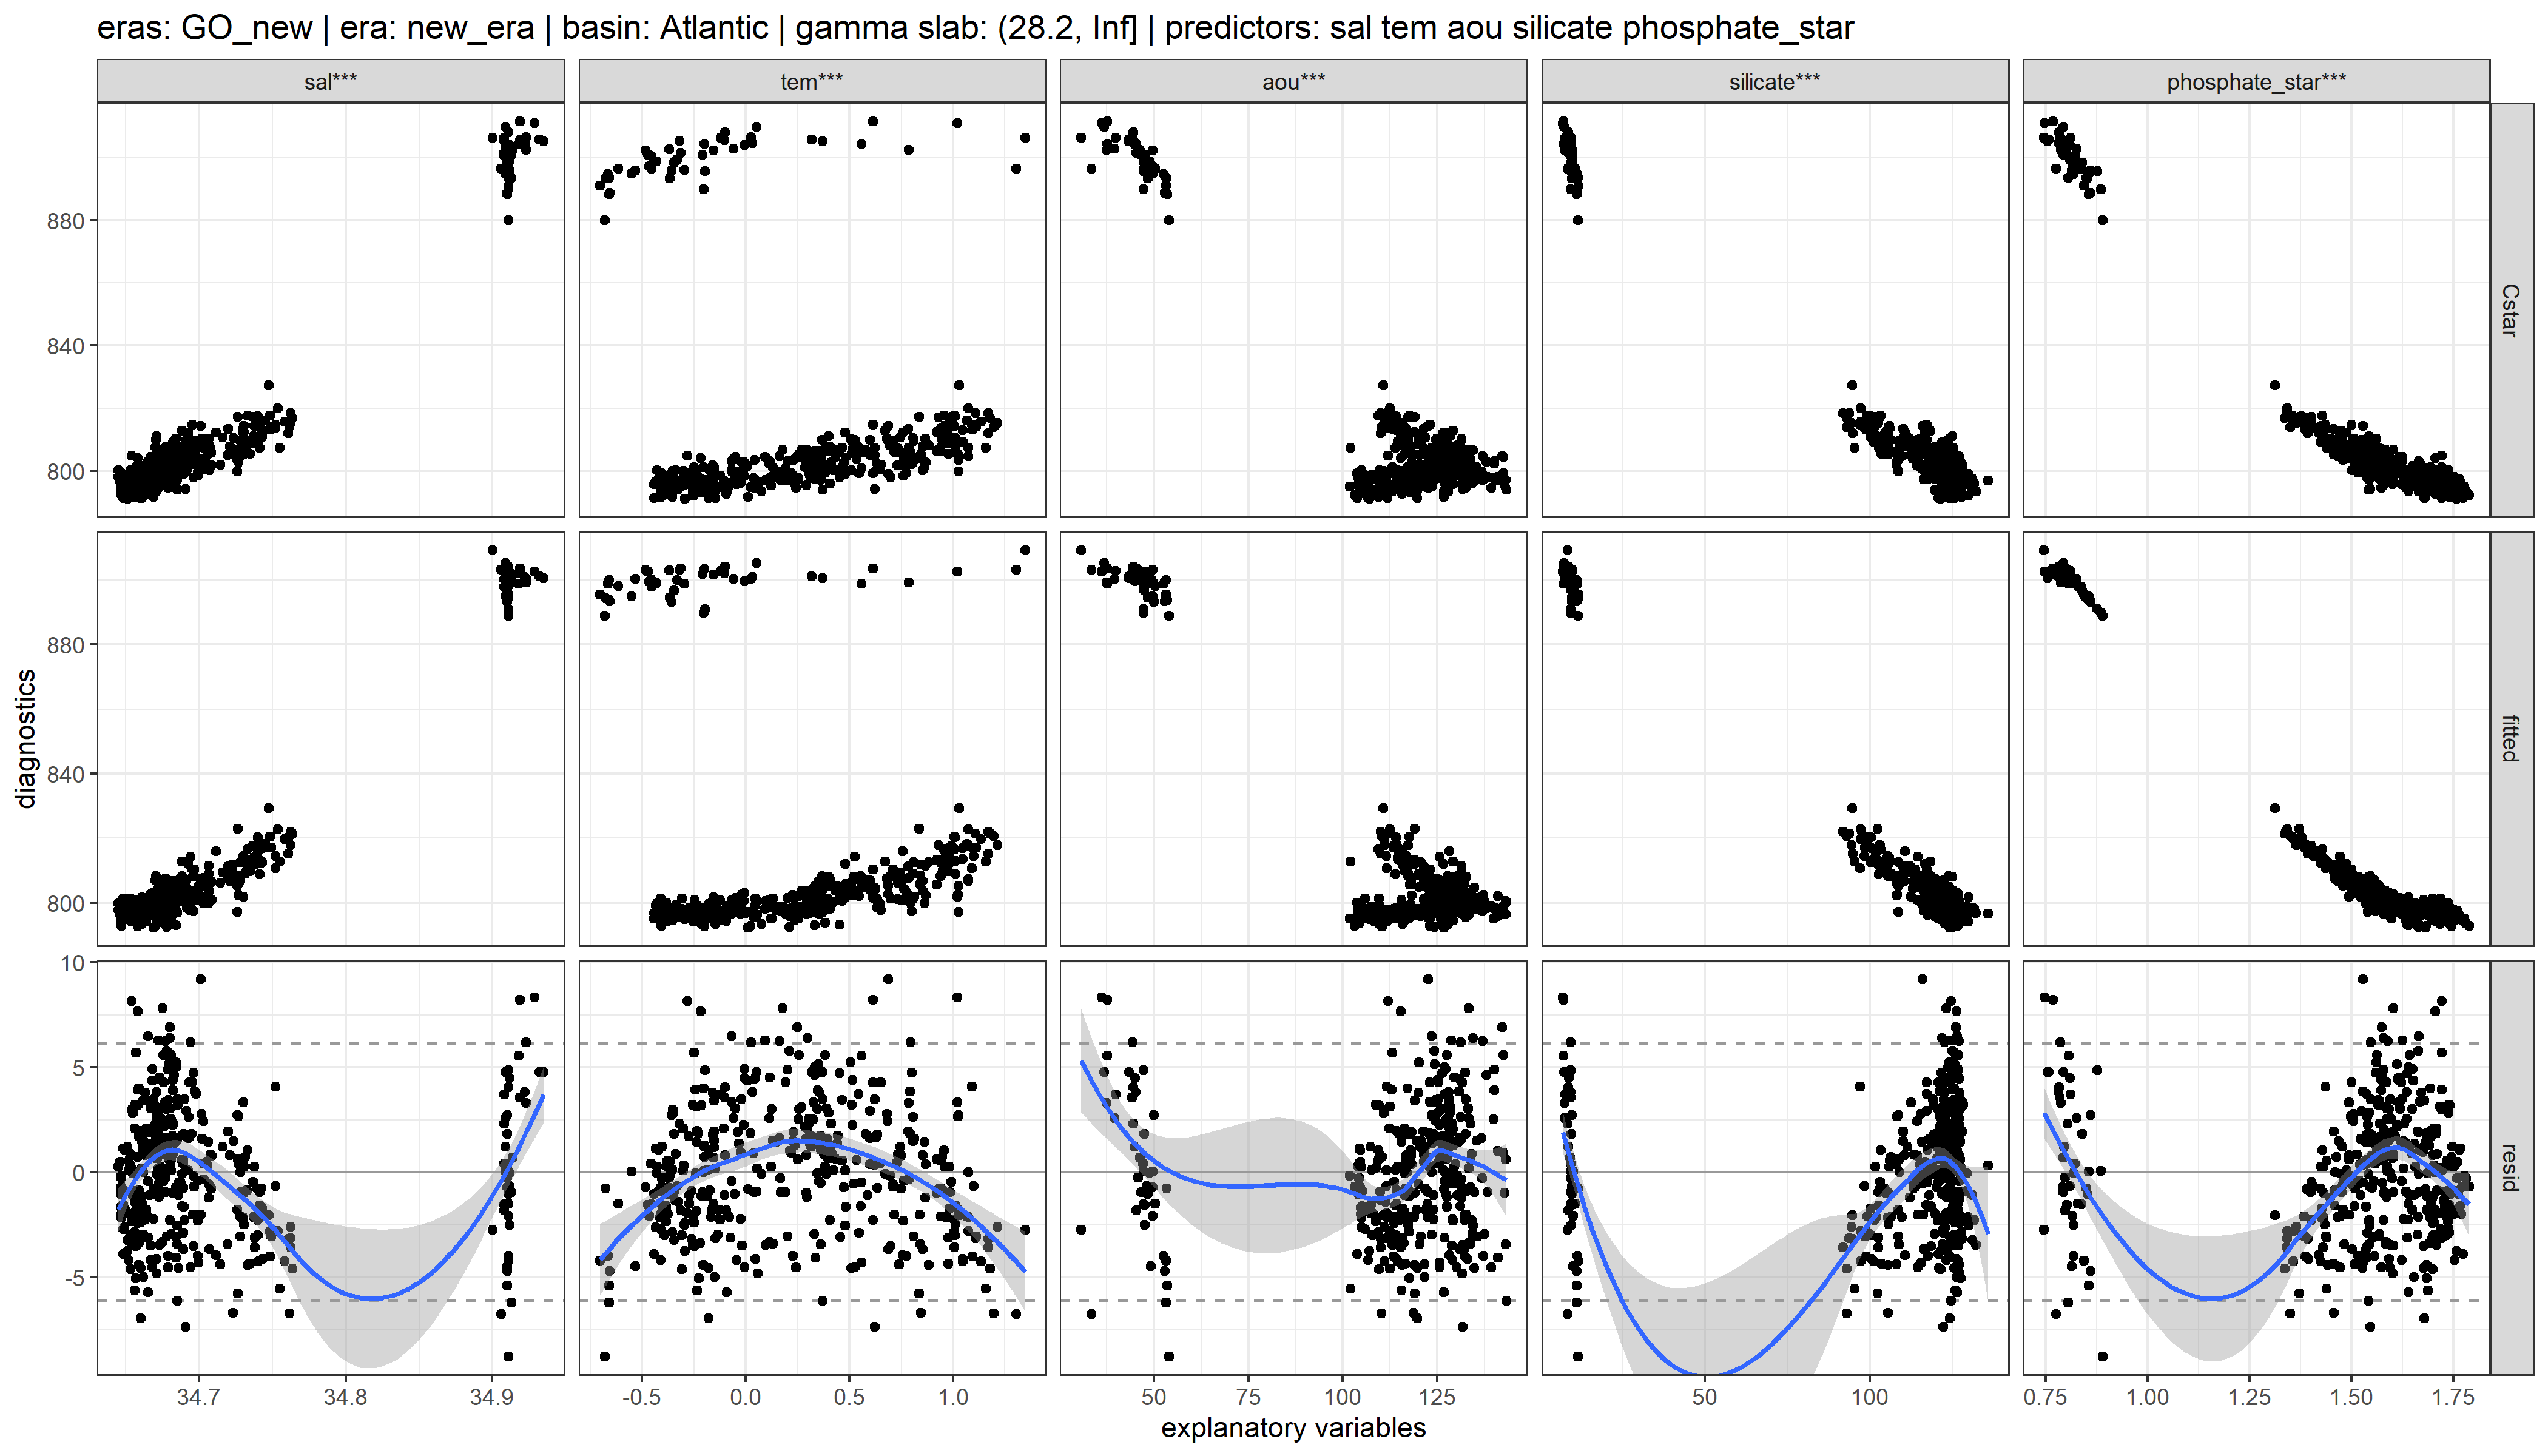 eras: GO_new | era: new_era | basin: Atlantic | gamma slab: (28.2, Inf] | predictors: sal tem aou silicate phosphate_star
sal*** tem*** aou*** silicate*** phosphate_star***
880
840
800
Cstar
880
840
800
fitted
diagnostics
10
5
0
-5
resid
34.7 34.8 34.9 -0.5 0.0 0.5 1.0 50 75 100 125 50 100 0.75 1.00 1.25 1.50 1.75
explanatory variables